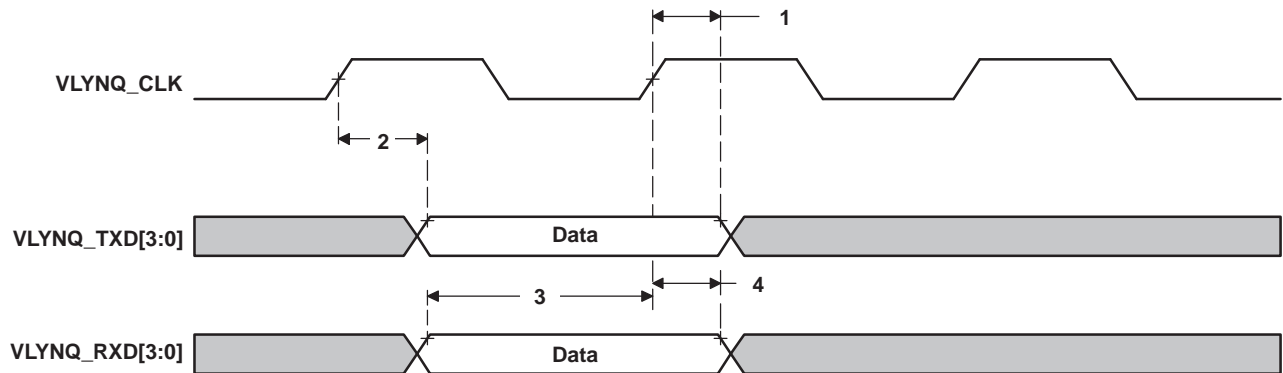 1
VLYNQ_CLK
2
VLYNQ_TXD[3:0]
Data
3
4
VLYNQ_RXD[3:0]
Data